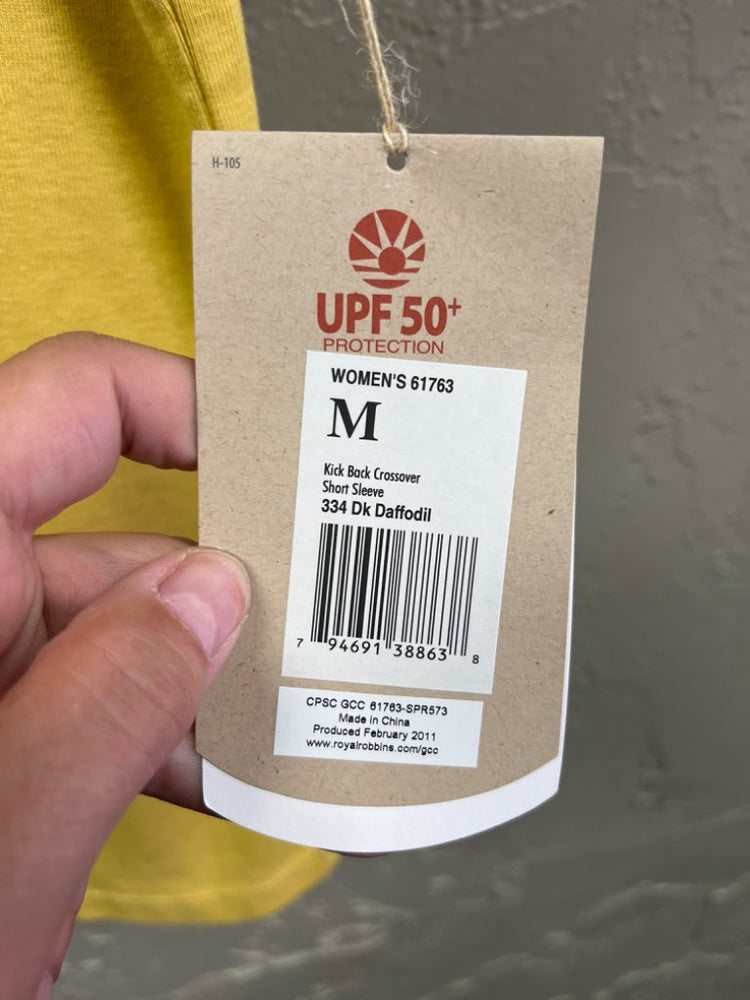 H-105
UPF 50+
PROTECTION
WOMEN'S 61763
M
Kick Back Crossover
Short Sleeve
334 Dk Daffodil
7 94691 38863 8
CPSC GCC 61763-SPR573
Made in China
Produced February 2011
www.royalrobbins.com/gcc